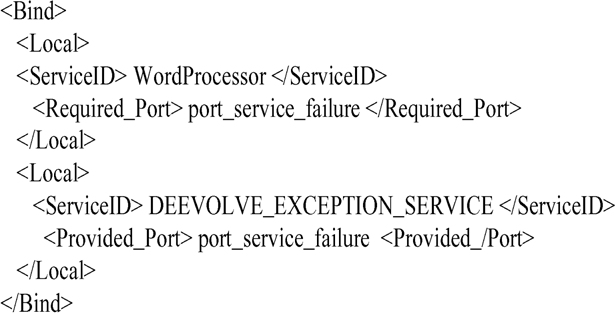 <Bind>
<Local>
<ServiceID> WordProcessor </ServiceID>
<Required_Port> port_service_failure </Required_Port>
</Local>
<Local>
<ServiceID> DEEVOLVE_EXCEPTION_SERVICE </ServiceID>
<Provided_Port> port_service_failure <Provided_/Port>
</Local>
</Bind>